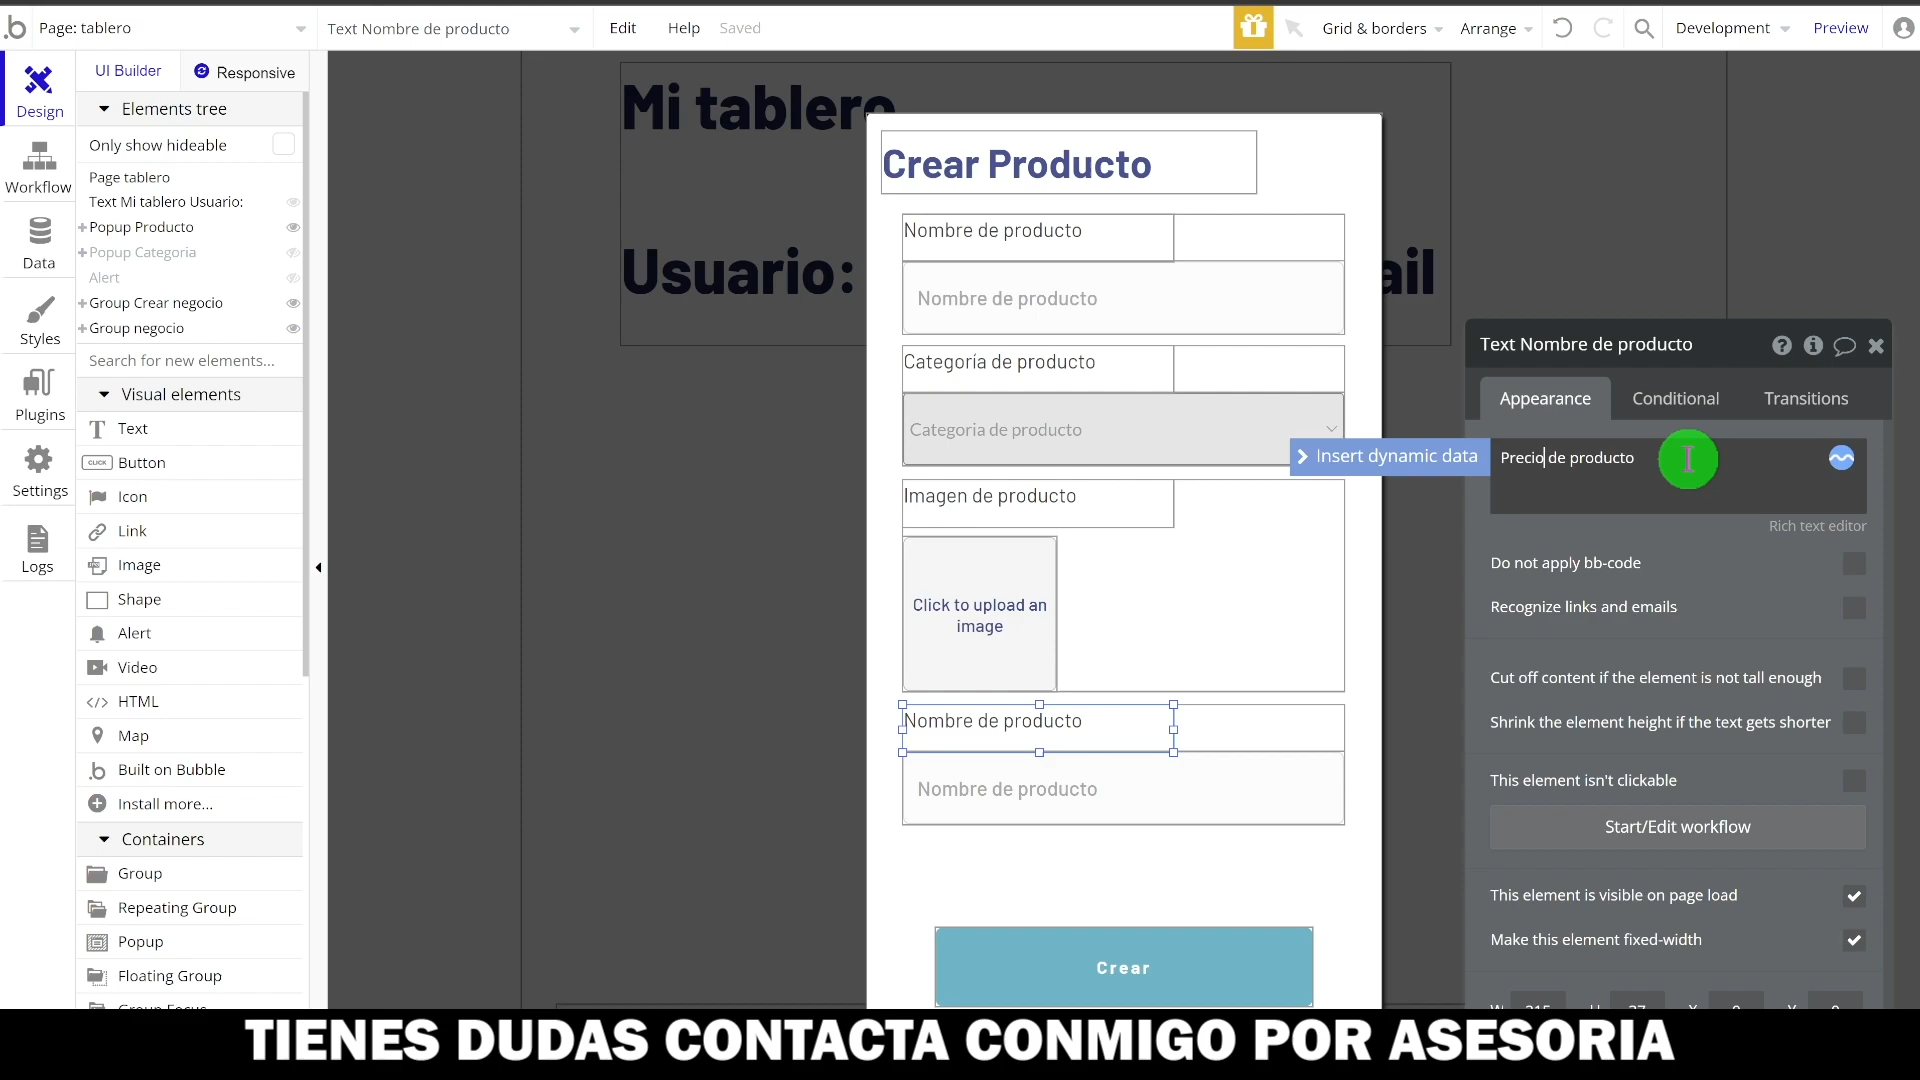 Page: tablero
Text Nombre de producto
Edit
Help
Saved
Grid & borders
Arrange
Development
Preview
Design
Workflow
Data
Styles
Plugins
Settings
Logs
UI Builder
Responsive
Elements tree
Only show hideable
Page tablero
Text Mi tablero Usuario:
Popup Producto
Popup Categoria
Alert
Group Crear negocio
Group negocio
Search for new elements...
Visual elements
Text
CLICK Button
Icon
Link
Image
Shape
Alert
Video
HTML
Map
Built on Bubble
Install more...
Containers
Group
Repeating Group
Popup
Floating Group
Group Focus
Mi tablero
Usuario:
ail
Crear Producto
Nombre de producto
Nombre de producto
Categoría de producto
Categoria de producto
Imagen de producto
Click to upload an
image
Nombre de producto
Nombre de producto
Crear
Text Nombre de producto
Appearance
Conditional
Transitions
Insert dynamic data
Precio de producto
Rich text editor
Do not apply bb-code
Recognize links and emails
Cut off content if the element is not tall enough
Shrink the element height if the text gets shorter
This element isn't clickable
Start/Edit workflow
This element is visible on page load
Make this element fixed-width
TIENES DUDAS CONTACTA CONMIGO POR ASESORIA